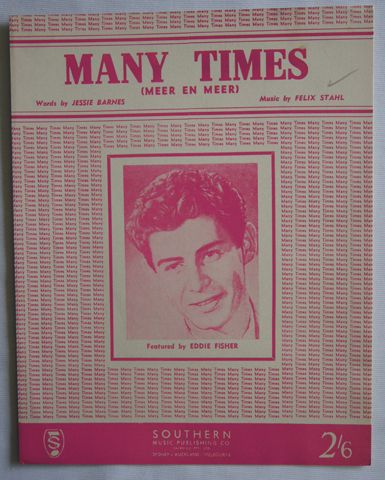 MANY TIMES
(MEER EN MEER)
Words by JESSIE BARNES
Music by FELIX STAHL
Featured by EDDIE FISHER
S
SOUTHERN
MUSIC PUBLISHING CO.
SYDNEY - AUCKLAND - MELBOURNE
2/6